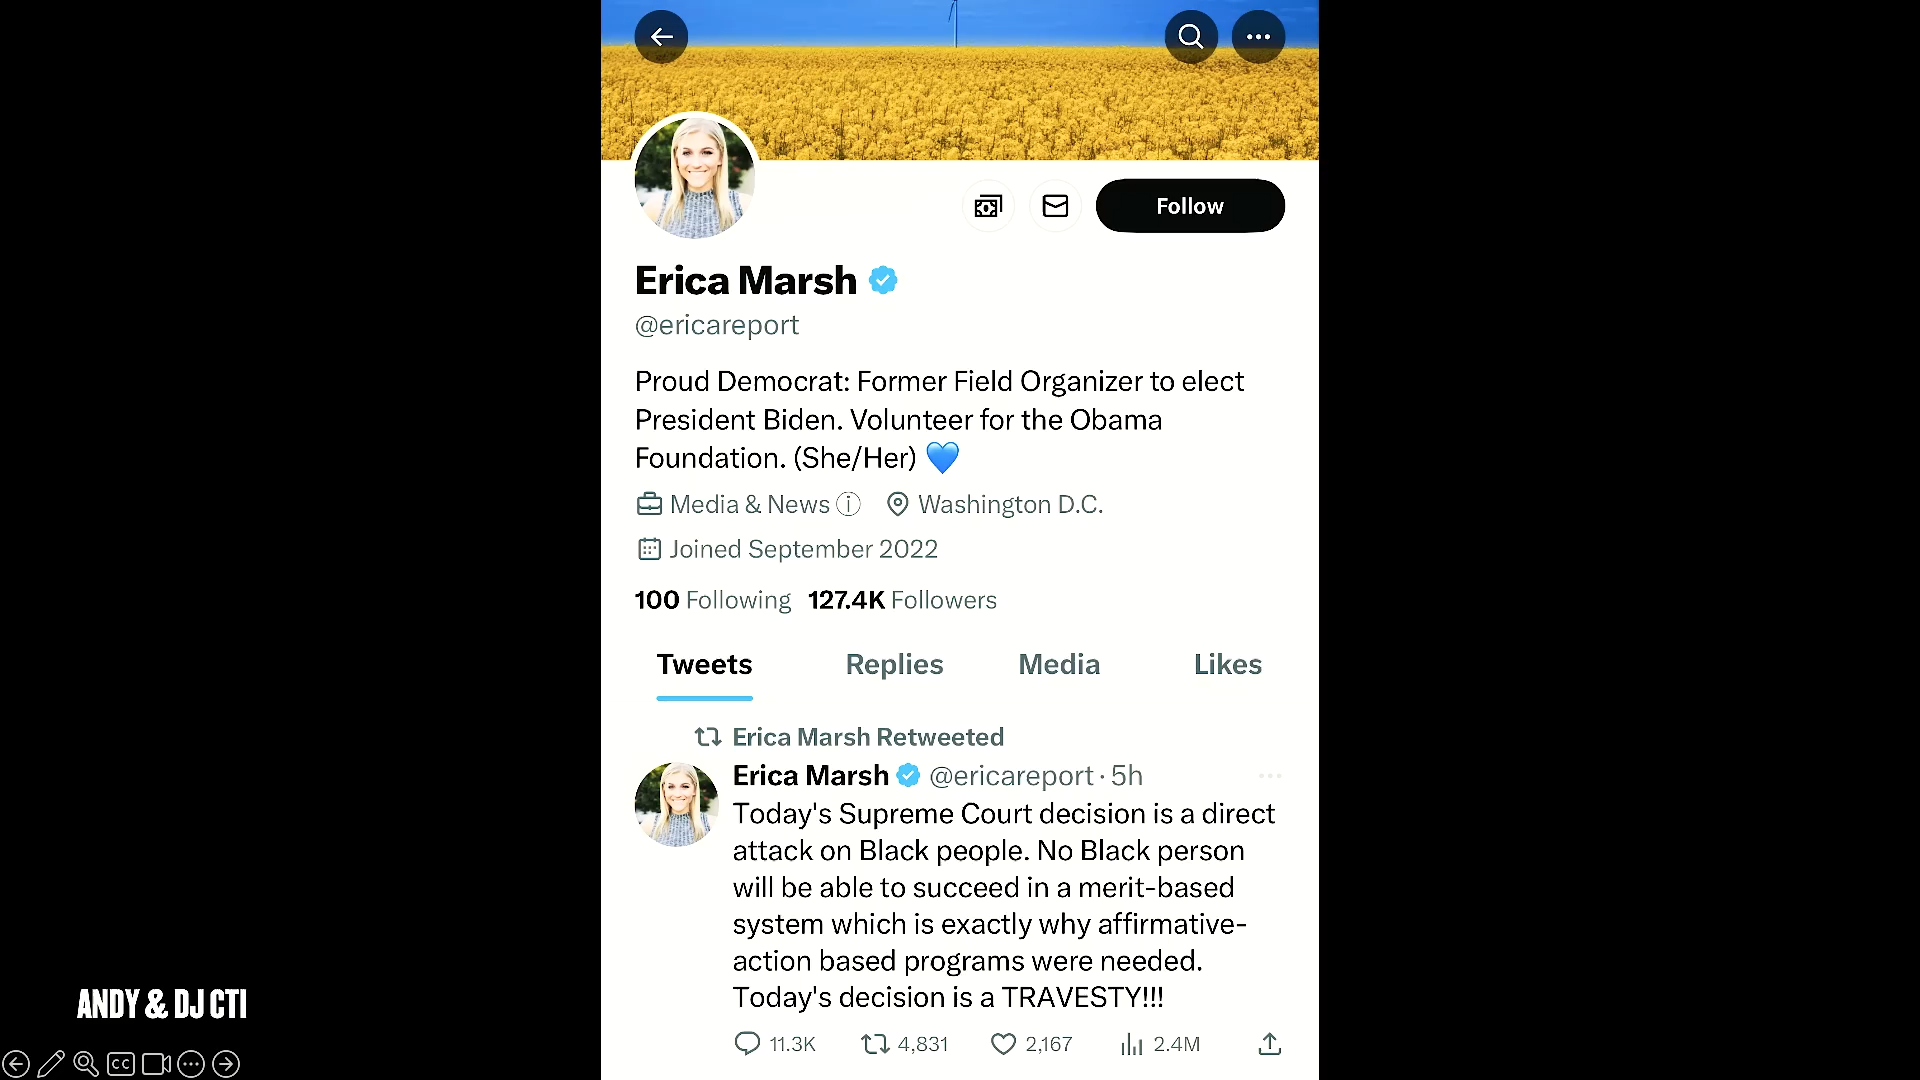 Follow
Erica Marsh
@ericareport
Proud Democrat: Former Field Organizer to elect
President Biden. Volunteer for the Obama
Foundation. (She/Her) 💙
Media & News Washington D.C.
Joined September 2022
100 Following 127.4K Followers
Tweets Replies Media Likes
Erica Marsh Retweeted
Erica Marsh @ericareport · 5h
Today's Supreme Court decision is a direct
attack on Black people. No Black person
will be able to succeed in a merit-based
system which is exactly why affirmative-
action based programs were needed.
Today's decision is a TRAVESTY!!!
11.3K 4,831 2,167 2.4M
ANDY & DJ CTI
CC